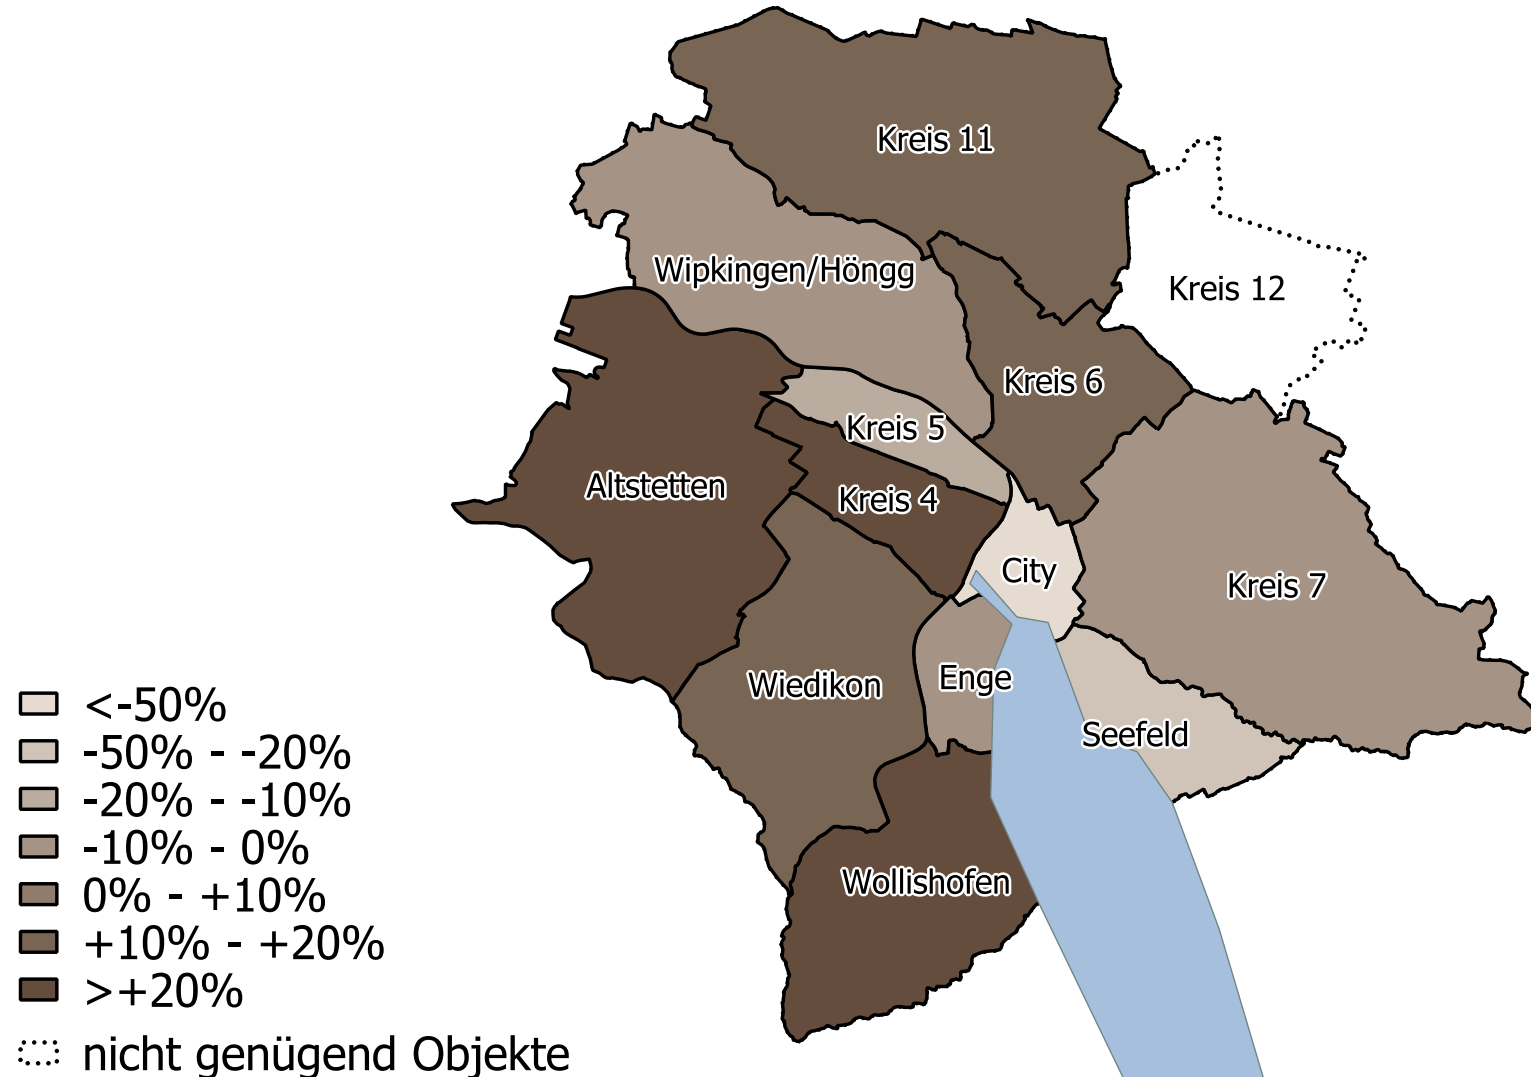 Kreis 11
Wipkingen/Höngg
Kreis 12
Kreis 6
Kreis 5
Altstetten
Kreis 4
City
Kreis 7
Wiedikon
Enge
Seefeld
Wollishofen
<-50%
-50% - -20%
-20% - -10%
-10% - 0%
0% - +10%
+10% - +20%
>+20%
nicht genügend Objekte